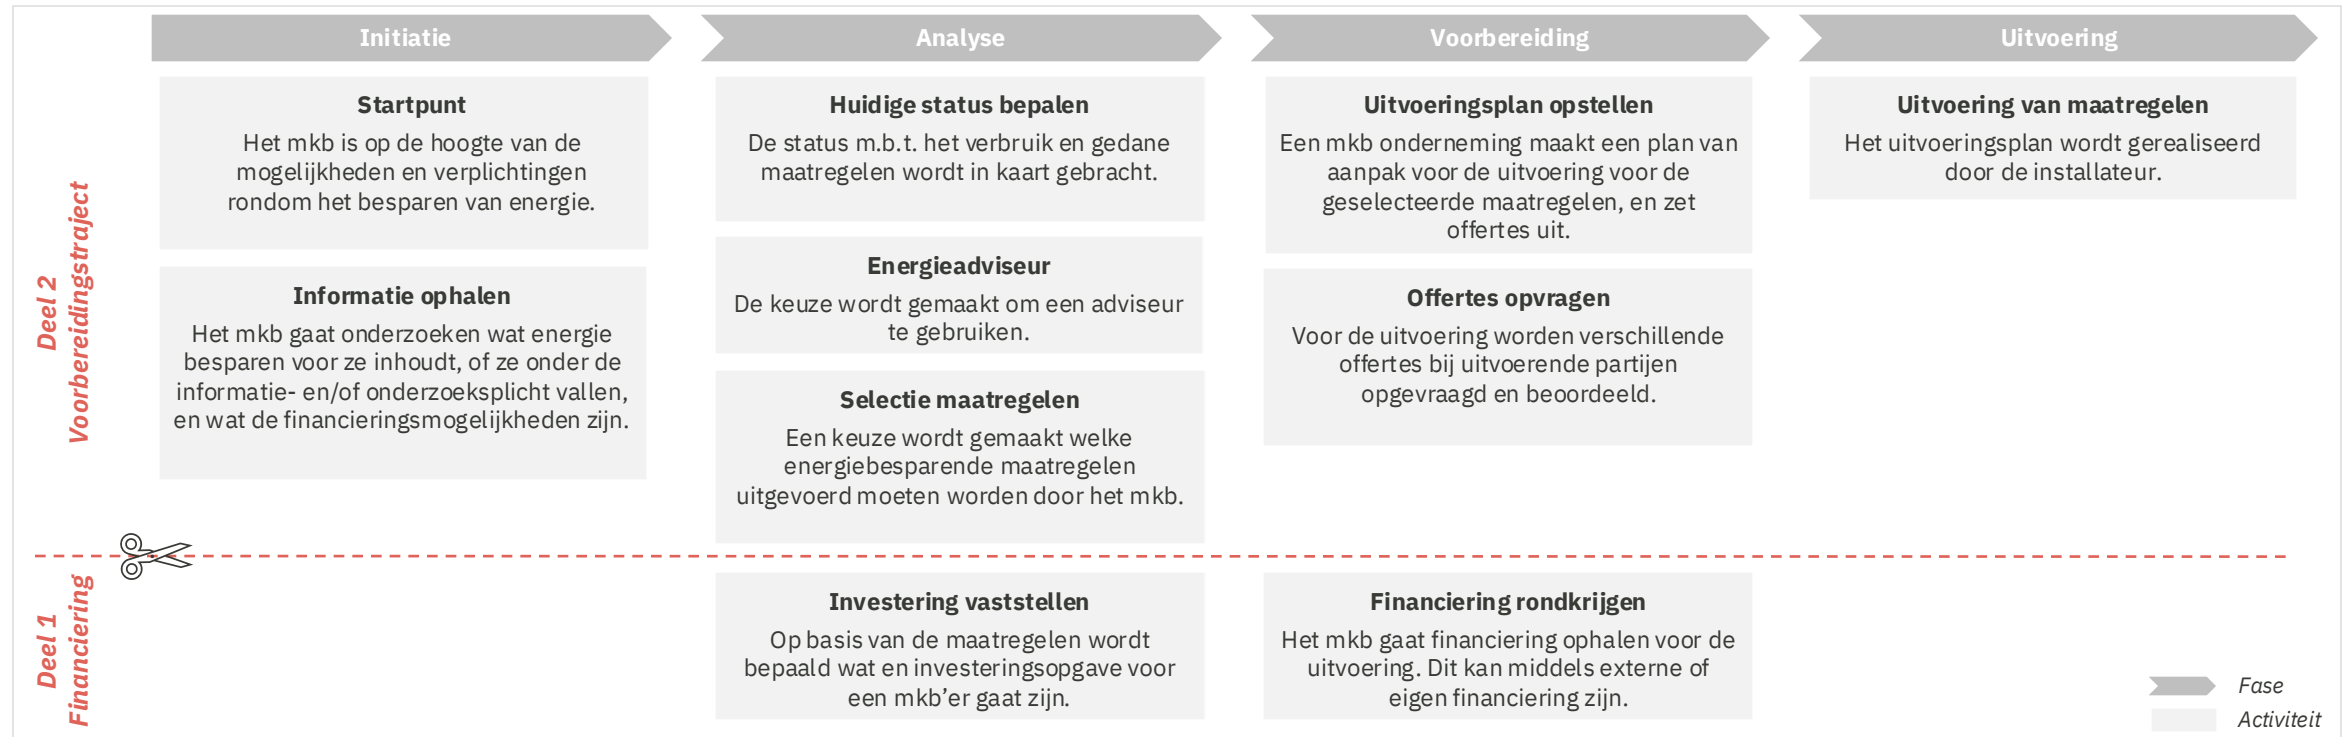 Initiatie
Analyse
Voorbereiding
Uitvoering
Deel 2
Voorbereidingstraject
Startpunt
Het mkb is op de hoogte van de
mogelijkheden en verplichtingen
rondom het besparen van energie.
Informatie ophalen
Het mkb gaat onderzoeken wat energie
besparen voor ze inhoudt, of ze onder de
informatie- en/of onderzoeksplicht vallen,
en wat de financieringsmogelijkheden zijn.
Huidige status bepalen
De status m.b.t. het verbruik en gedane
maatregelen wordt in kaart gebracht.
Energieadviseur
De keuze wordt gemaakt om een adviseur
te gebruiken.
Selectie maatregelen
Een keuze wordt gemaakt welke
energiebesparende maatregelen
uitgevoerd moeten worden door het mkb.
Uitvoeringsplan opstellen
Een mkb onderneming maakt een plan van
aanpak voor de uitvoering voor de
geselecteerde maatregelen, en zet
offertes uit.
Offertes opvragen
Voor de uitvoering worden verschillende
offertes bij uitvoerende partijen
opgevraagd en beoordeeld.
Uitvoering van maatregelen
Het uitvoeringsplan wordt gerealiseerd
door de installateur.
Deel 1
Financiering
Investering vaststellen
Op basis van de maatregelen wordt
bepaald wat en investeringsopgave voor
een mkb’er gaat zijn.
Financiering rondkrijgen
Het mkb gaat financiering ophalen voor de
uitvoering. Dit kan middels externe of
eigen financiering zijn.
Fase
Activiteit